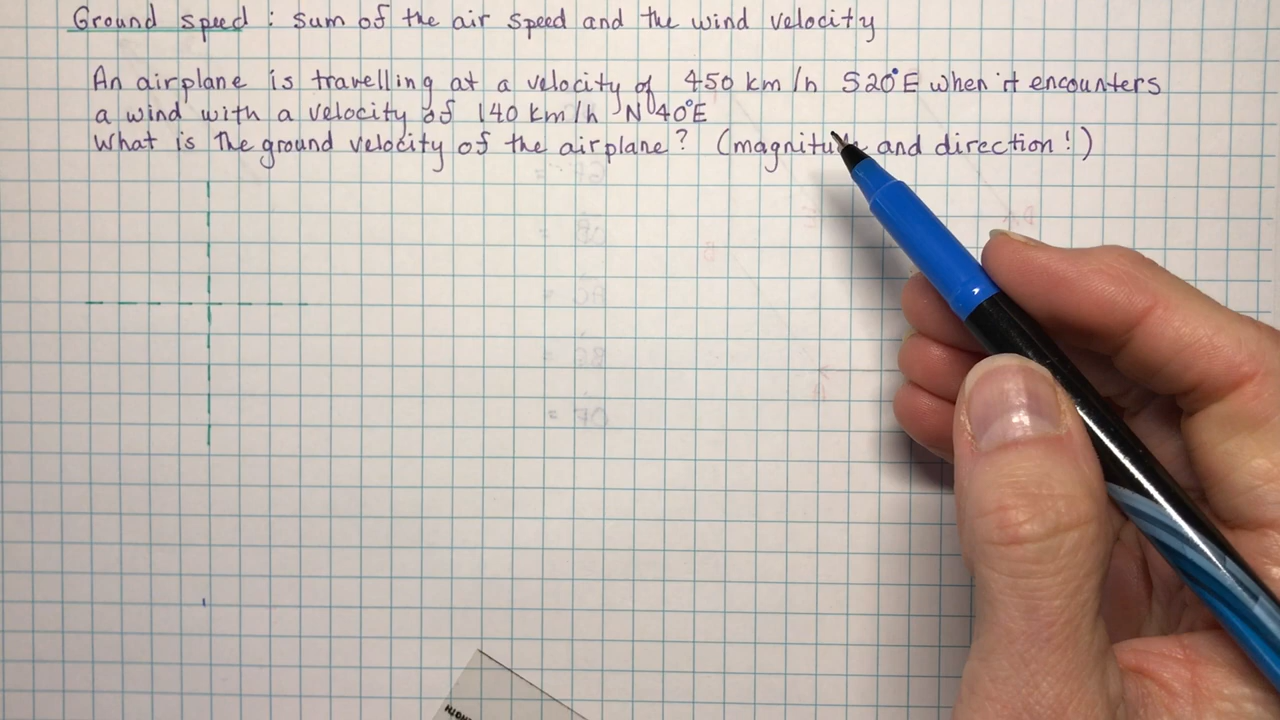 Ground speed : sum of the air speed and the wind velocity
An airplane is travelling at a velocity of 450 km/h S20°E when it encounters
a wind with a velocity of 140 km/h N40°E
What is the ground velocity of the airplane? (magnitude and direction!)